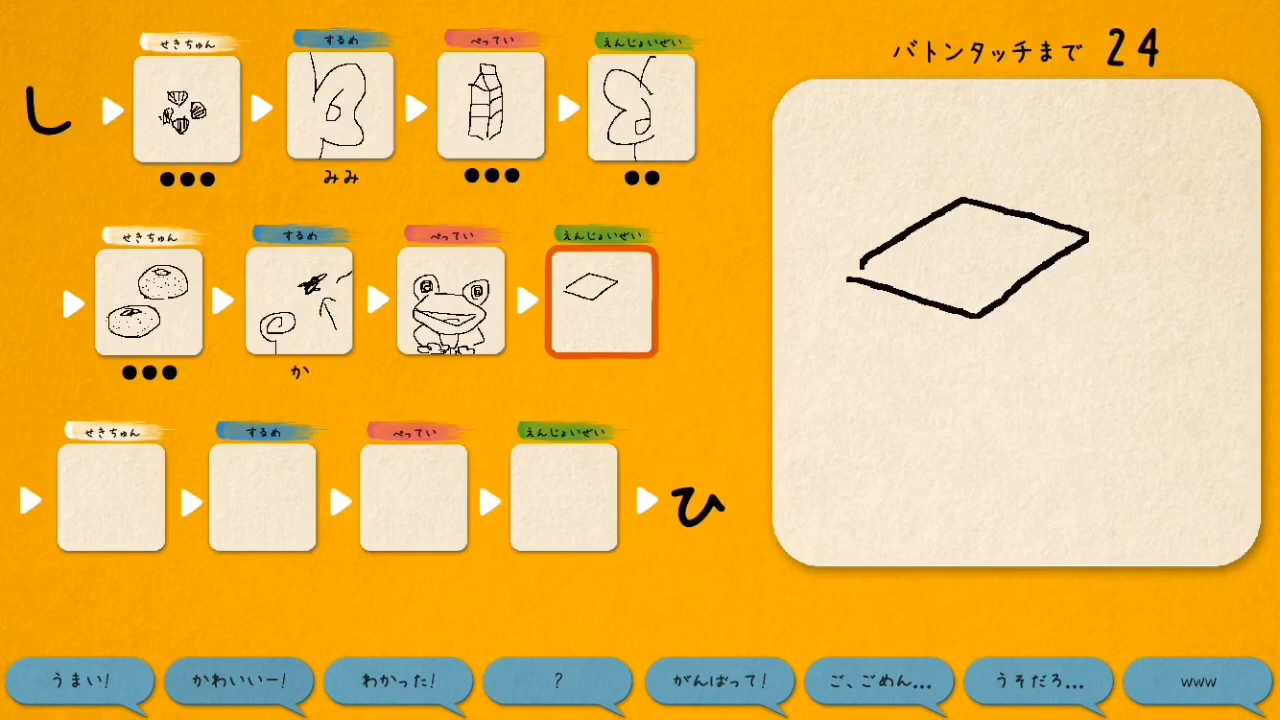 バトンタッチまで 24
せきちゅん するめ ぺってい えんじょいぜい
し
みみ
せきちゅん するめ ぺってい えんじょいぜい
か
せきちゅん するめ ぺってい えんじょいぜい
ひ
うまい! かわいいー! わかった! ? がんばって! ご、ごめん... うそだろ... www